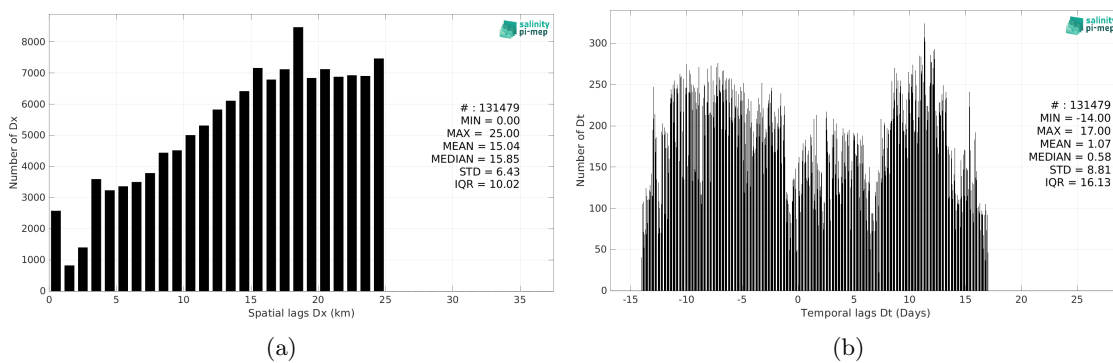 salinity
pi-mep
8000
7000
6000
5000
4000
3000
2000
1000
0
Number of Dx
# : 131479
MIN = 0.00
MAX = 25.00
MEAN = 15.04
MEDIAN = 15.85
STD = 6.43
IQR = 10.02
0 5 10 15 20 25 30 35
Spatial lags Dx (km)
(a)
salinity
pi-mep
300
250
200
150
100
50
0
Number of Dt
# : 131479
MIN = -14.00
MAX = 17.00
MEAN = 1.07
MEDIAN = 0.58
STD = 8.81
IQR = 16.13
-15 -10 -5 0 5 10 15 20 25
Temporal lags Dt (Days)
(b)